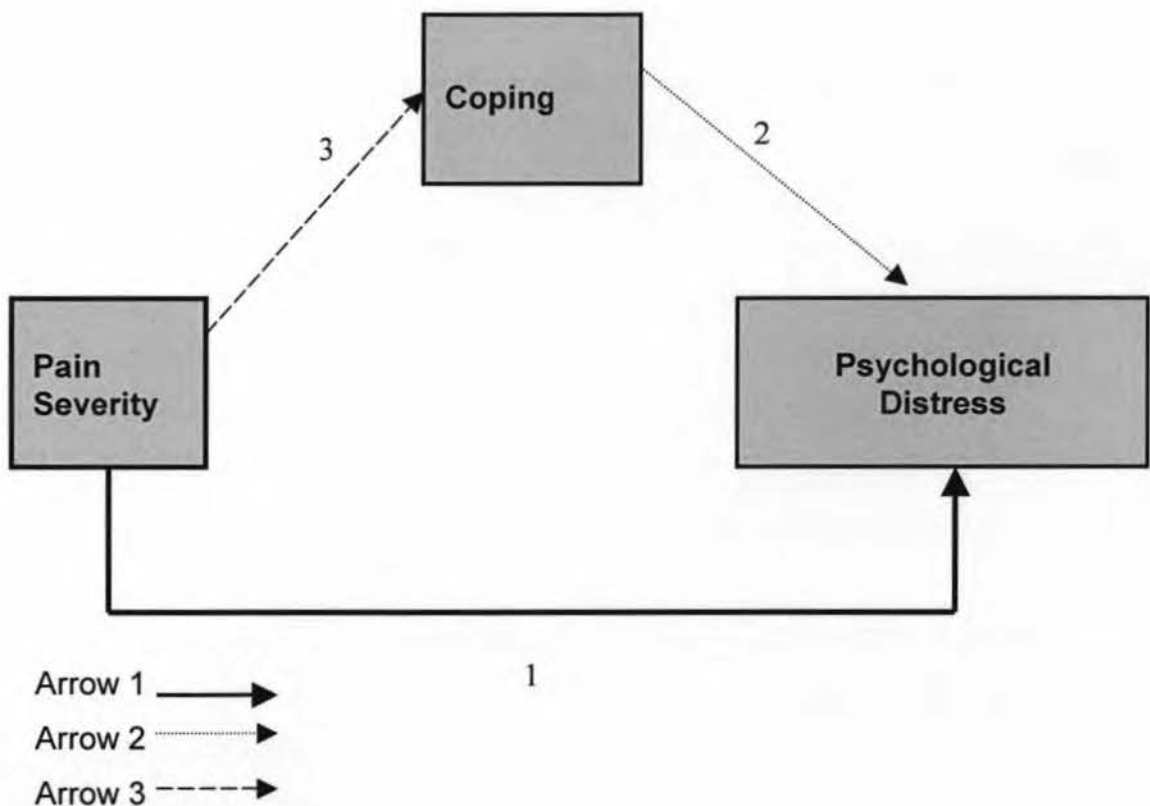 Coping
3
2
Pain
Severity
Psychological
Distress
1
Arrow 1
Arrow 2
Arrow 3